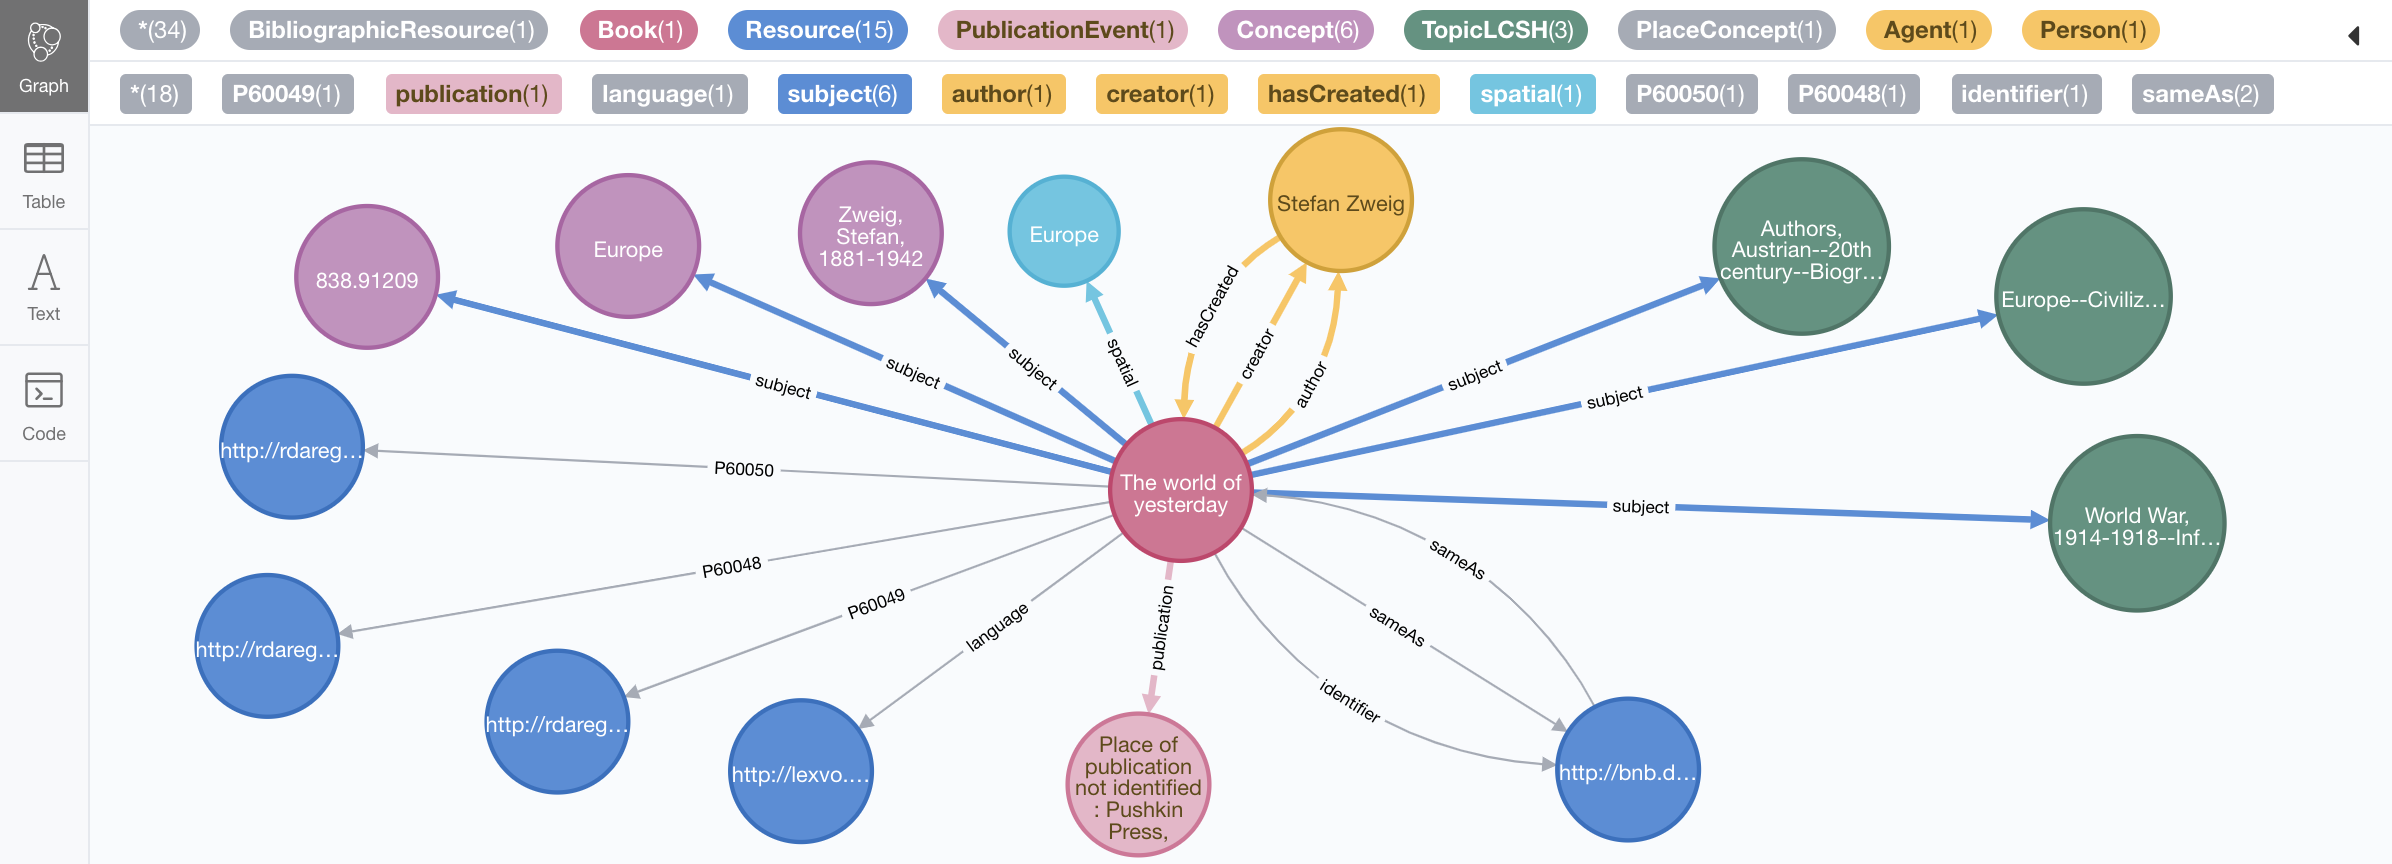 *(34) BibliographicResource(1) Book(1) Resource(15) PublicationEvent(1) Concept(6) TopicLCSH(3) PlaceConcept(1) Agent(1) Person(1)
*(18) P60049(1) publication(1) language(1) subject(6) author(1) creator(1) hasCreated(1) spatial(1) P60050(1) P60048(1) identifier(1) sameAs(2)
Graph
Table
Text
Code
838.91209
Europe
Zweig,
Stefan,
1881-1942
Europe
Stefan Zweig
Authors,
Austrian--20th
century--Biogr...
Europe--Civiliz...
World War,
1914-1918--Inf...
hasCreated
creator
author
spatial
subject
subject
subject
subject
subject
subject
The world of
yesterday
http://rdareg...
P60050
http://rdareg...
P60048
http://rdareg...
P60049
http://lexvo....
language
publication
Place of
publication
not identified
: Pushkin
Press,
sameAs
sameAs
identifier
http://bnb.d...